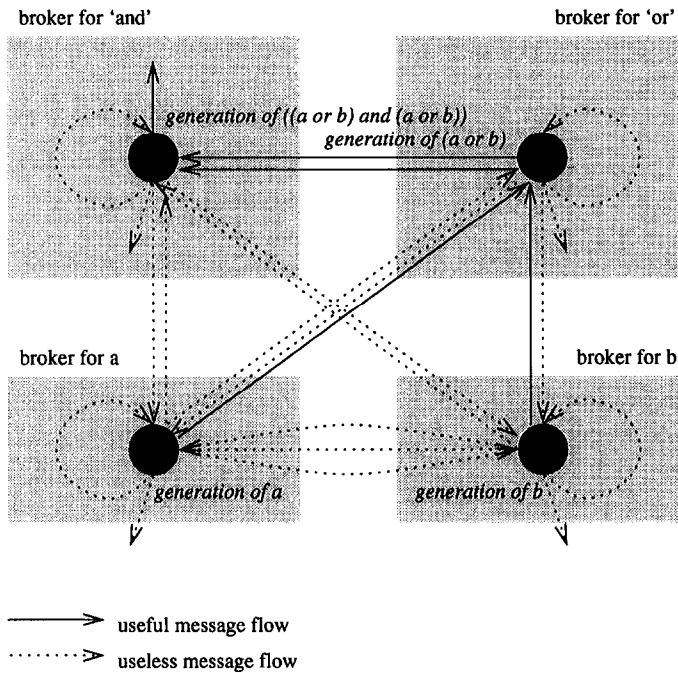 broker for ‘and’
broker for ‘or’
generation of ((a or b) and (a or b))
generation of (a or b)
broker for a
broker for b
generation of a
generation of b
useful message flow
useless message flow